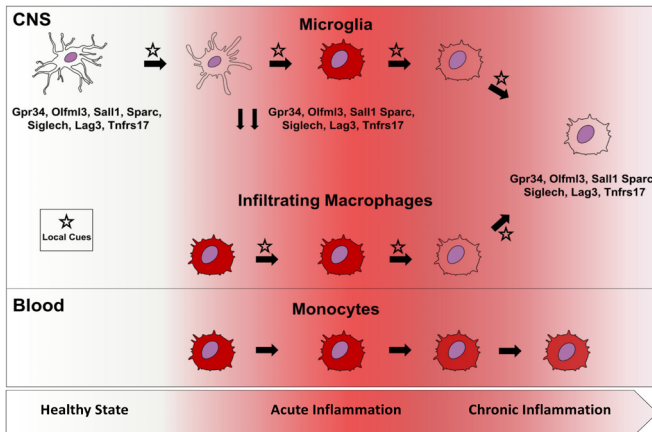 CNS
Microglia
Gpr34, Olfml3, Sall1, Sparc,
Siglech, Lag3, Tnfrs17
Gpr34, Olfml3, Sall1 Sparc,
Siglech, Lag3, Tnfrs17
Gpr34, Olfml3, Sall1 Sparc,
Siglech, Lag3, Tnfrs17
Infiltrating Macrophages
Local Cues
Blood
Monocytes
Healthy State
Acute Inflammation
Chronic Inflammation